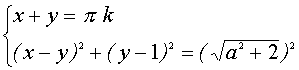 x + y = π k
(x − y)² + (y − 1)² = (√(a² + 2))²